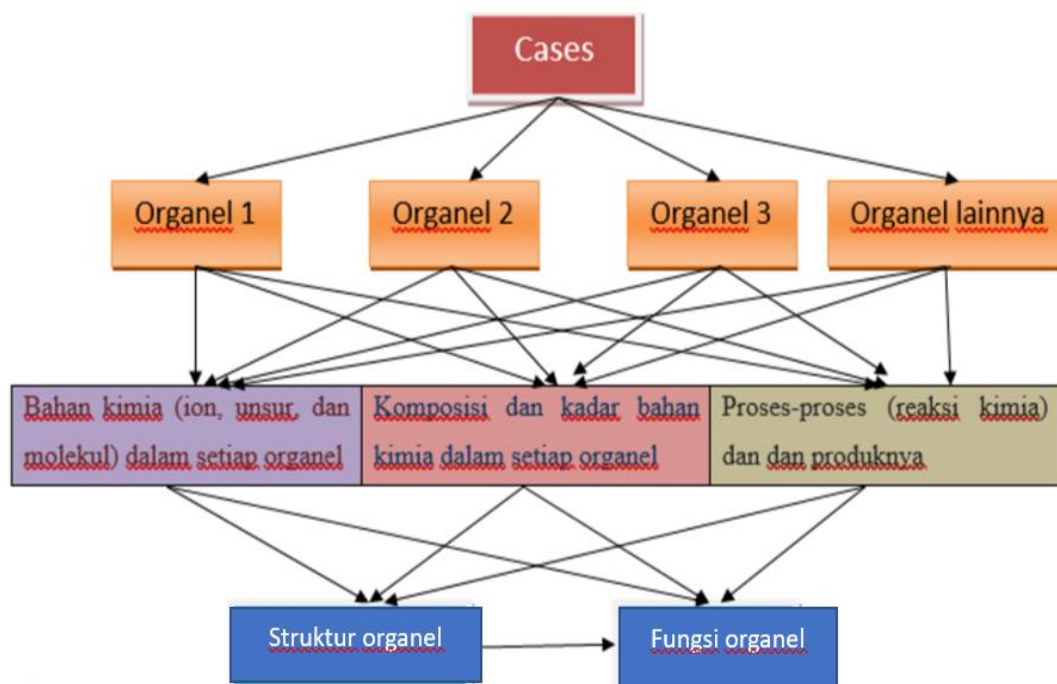 Cases
Organel 1
Organel 2
Organel 3
Organel lainnya
Bahan kimia (ion, unsur, dan
molekul) dalam setiap organel
Komposisi dan kadar bahan
kimia dalam setiap organel
Proses-proses (reaksi kimia)
dan dan produknya
Struktur organel
Fungsi organel